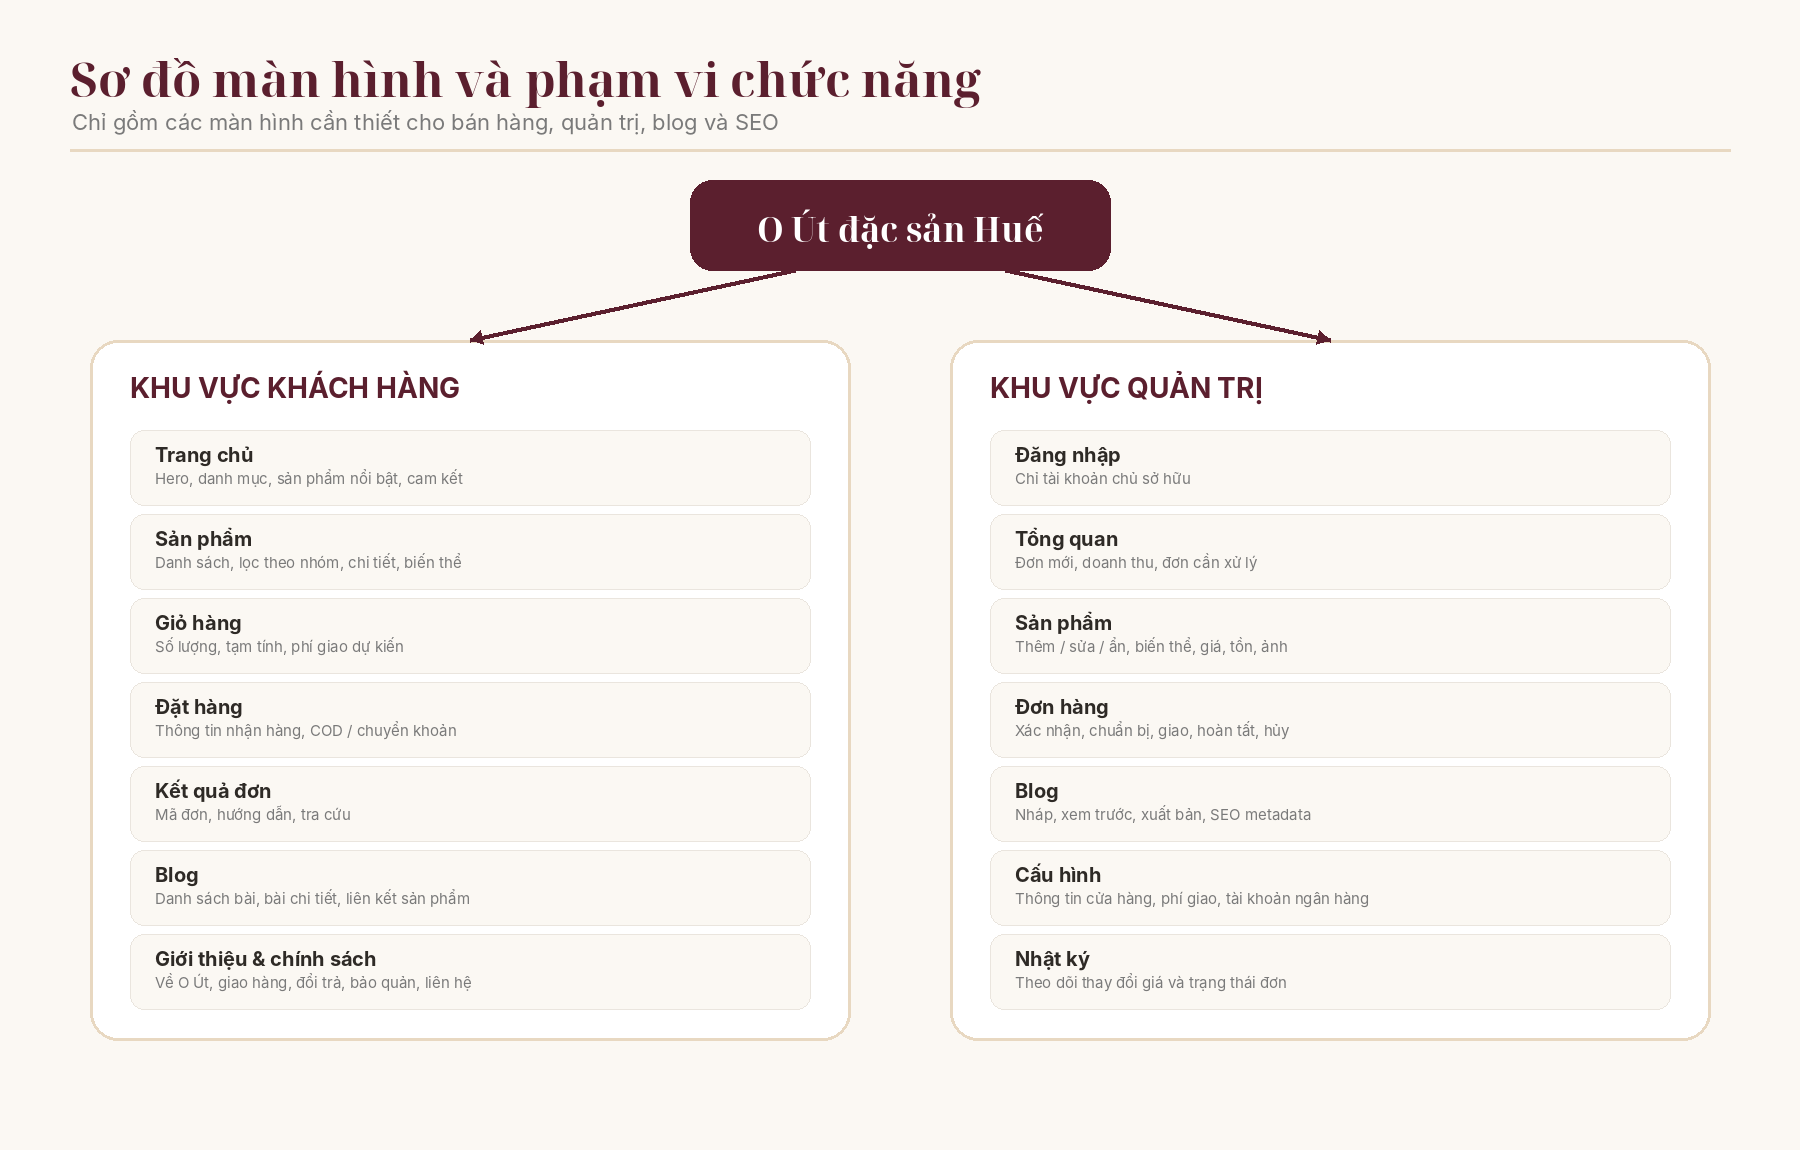 Sơ đồ màn hình và phạm vi chức năng
Chỉ gồm các màn hình cần thiết cho bán hàng, quản trị, blog và SEO
O Út đặc sản Huế
KHU VỰC KHÁCH HÀNG
Trang chủ
Hero, danh mục, sản phẩm nổi bật, cam kết
Sản phẩm
Danh sách, lọc theo nhóm, chi tiết, biến thể
Giỏ hàng
Số lượng, tạm tính, phí giao dự kiến
Đặt hàng
Thông tin nhận hàng, COD / chuyển khoản
Kết quả đơn
Mã đơn, hướng dẫn, tra cứu
Blog
Danh sách bài, bài chi tiết, liên kết sản phẩm
Giới thiệu & chính sách
Về O Út, giao hàng, đổi trả, bảo quản, liên hệ
KHU VỰC QUẢN TRỊ
Đăng nhập
Chỉ tài khoản chủ sở hữu
Tổng quan
Đơn mới, doanh thu, đơn cần xử lý
Sản phẩm
Thêm / sửa / ẩn, biến thể, giá, tồn, ảnh
Đơn hàng
Xác nhận, chuẩn bị, giao, hoàn tất, hủy
Blog
Nháp, xem trước, xuất bản, SEO metadata
Cấu hình
Thông tin cửa hàng, phí giao, tài khoản ngân hàng
Nhật ký
Theo dõi thay đổi giá và trạng thái đơn